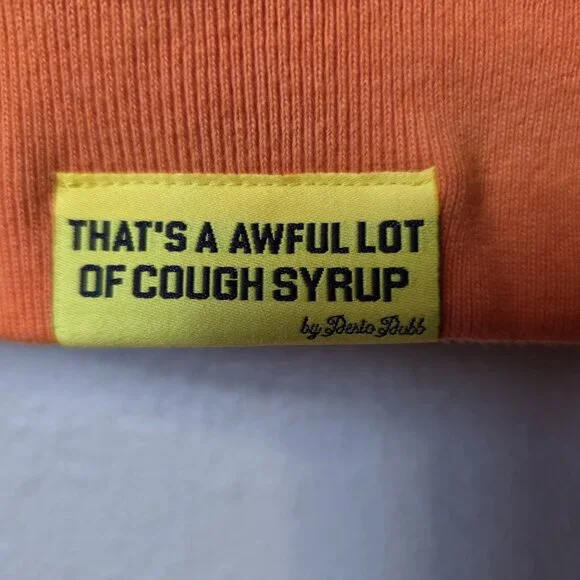 THAT'S A AWFUL LOT
OF COUGH SYRUP
by Desto Dubb